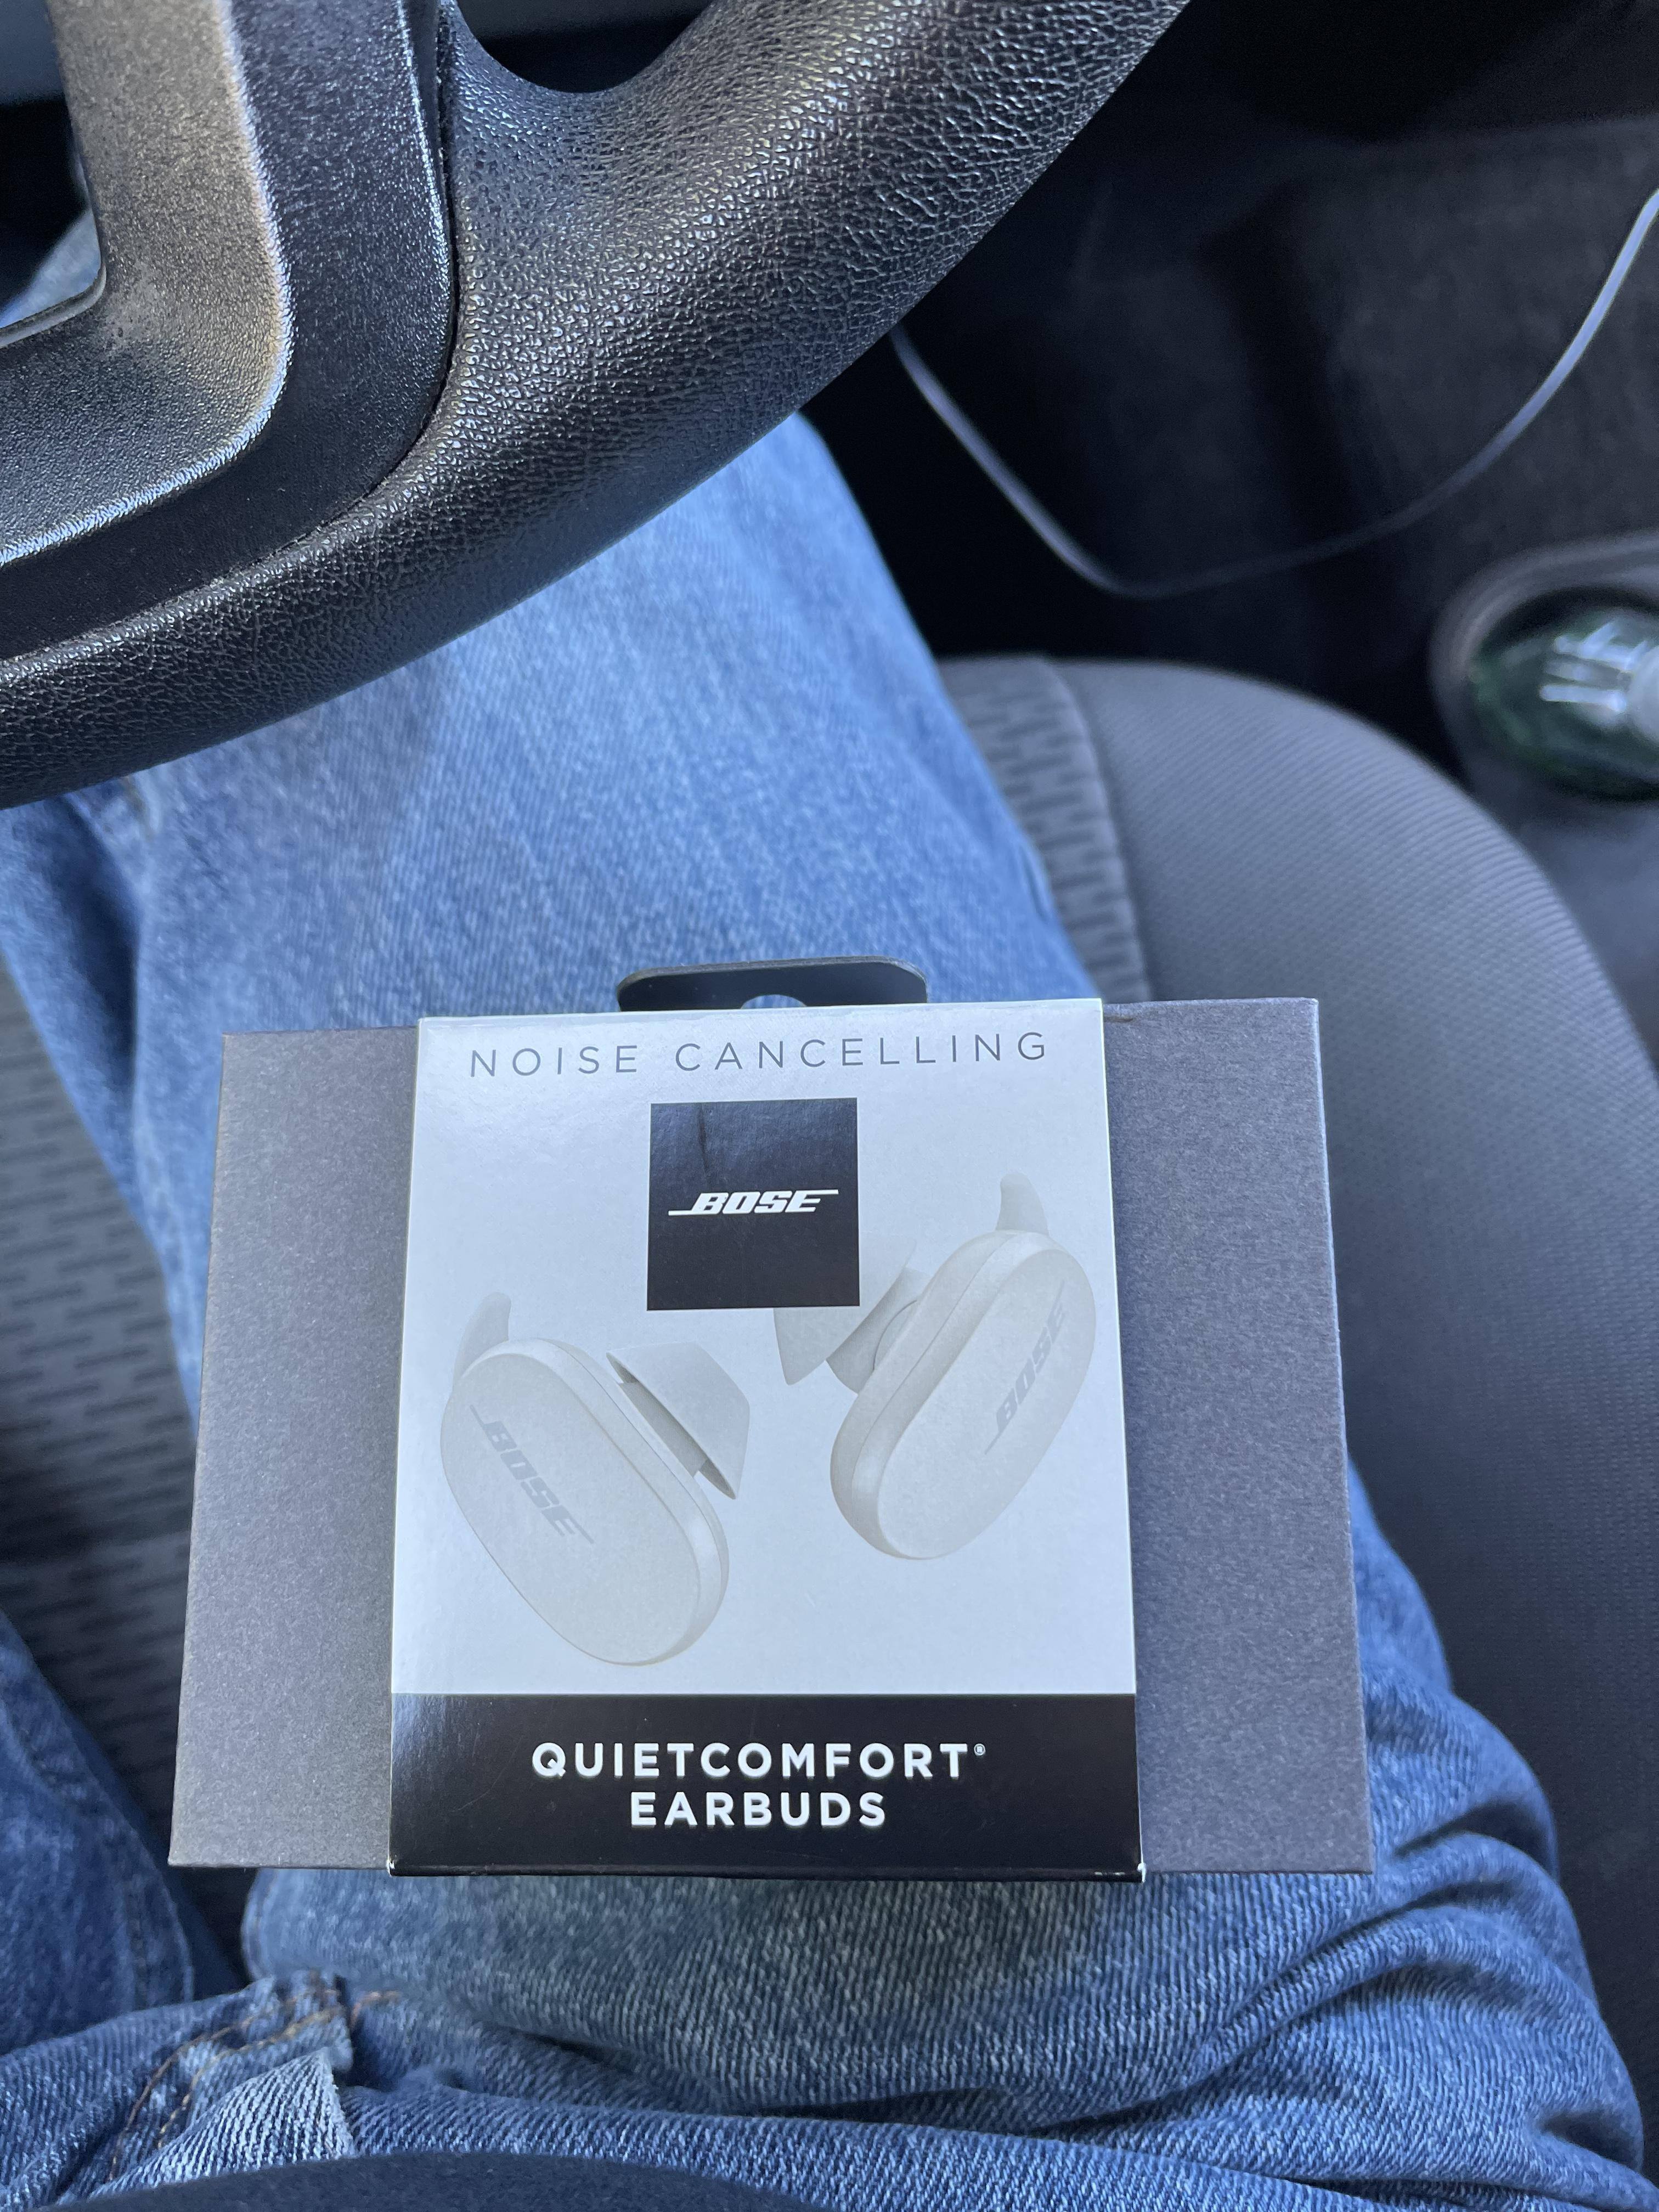 NOISE CANCELLING
BOSE
BOSE
BOSE
QUIETCOMFORT®
EARBUDS